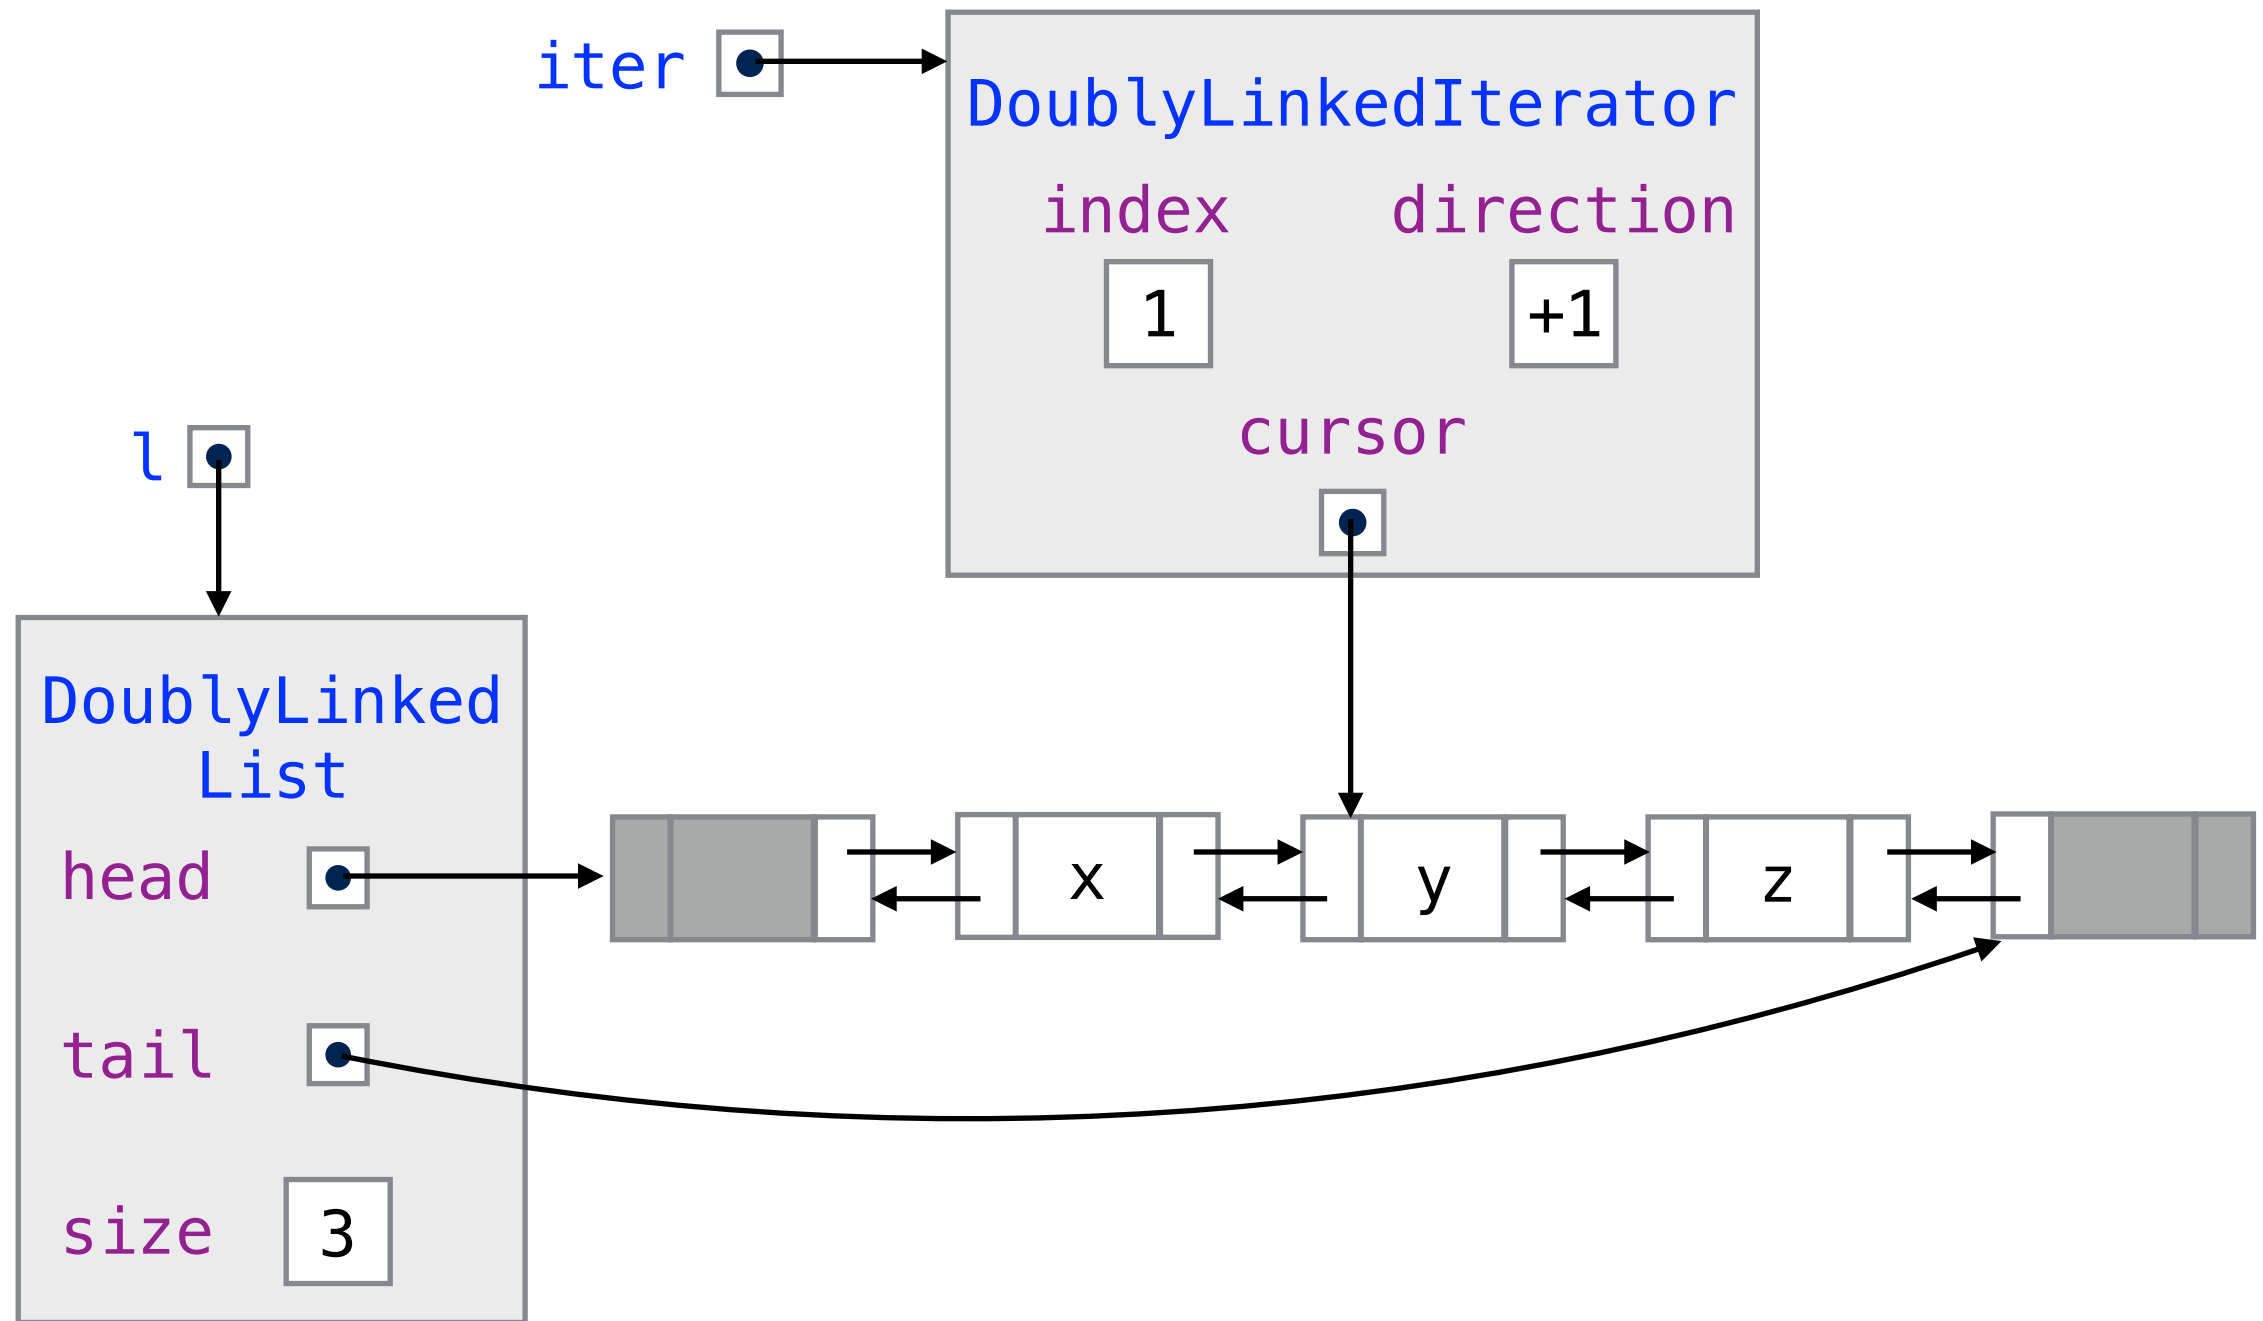 iter
DoublyLinkedIterator
index direction
1 +1
cursor
l
DoublyLinked
List
head
x y z
tail
size 3